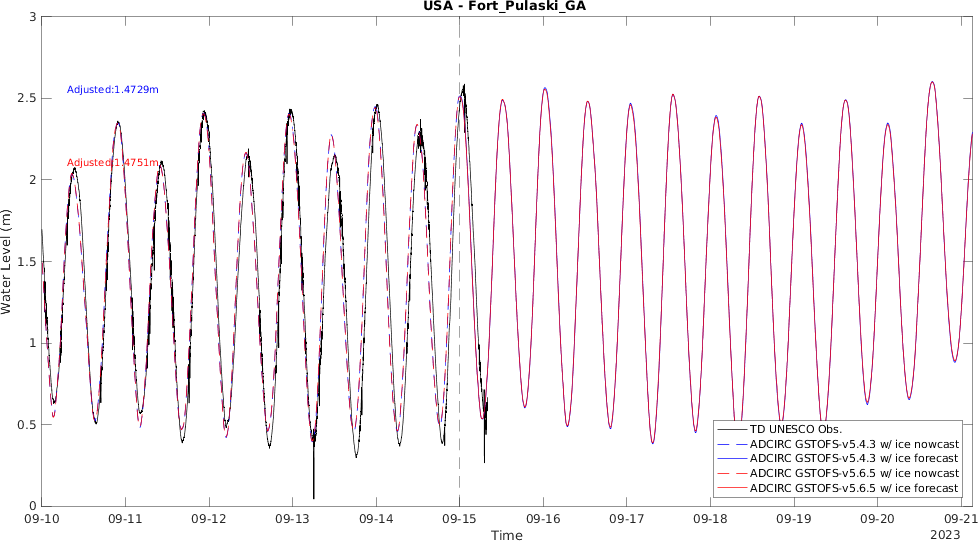 USA - Fort_Pulaski_GA
3
2.5
2
1.5
1
0.5
0
Water Level (m)
Adjusted:1.4729m
Adjusted:1.4751m
TD UNESCO Obs.
ADCIRC GSTOFS-v5.4.3 w/ ice nowcast
ADCIRC GSTOFS-v5.4.3 w/ ice forecast
ADCIRC GSTOFS-v5.6.5 w/ ice nowcast
ADCIRC GSTOFS-v5.6.5 w/ ice forecast
09-10 09-11 09-12 09-13 09-14 09-15 09-16 09-17 09-18 09-19 09-20 09-21
Time
2023